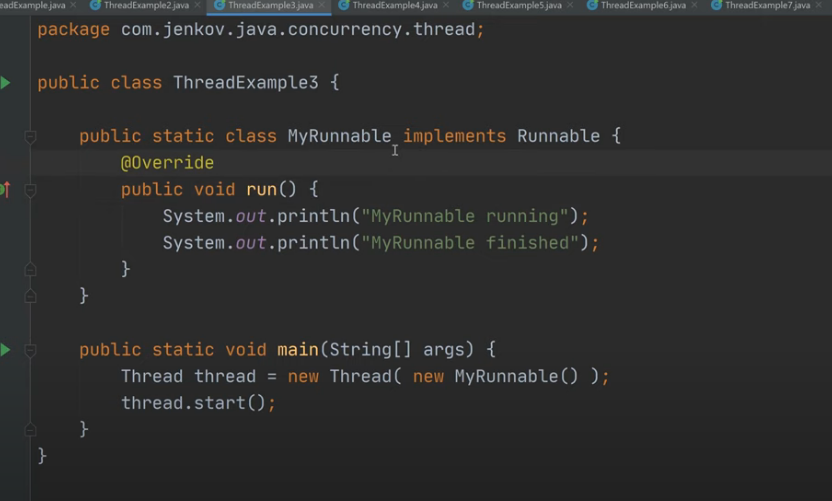 eadExample.java ThreadExample2.java ThreadExample3.java ThreadExample4.java ThreadExample5.java ThreadExample6.java ThreadExample7.java
package com.jenkov.java.concurrency.thread;
public class ThreadExample3 {
public static class MyRunnable implements Runnable {
@Override
public void run() {
System.out.println("MyRunnable running");
System.out.println("MyRunnable finished");
}
}
public static void main(String[] args) {
Thread thread = new Thread( new MyRunnable() );
thread.start();
}
}